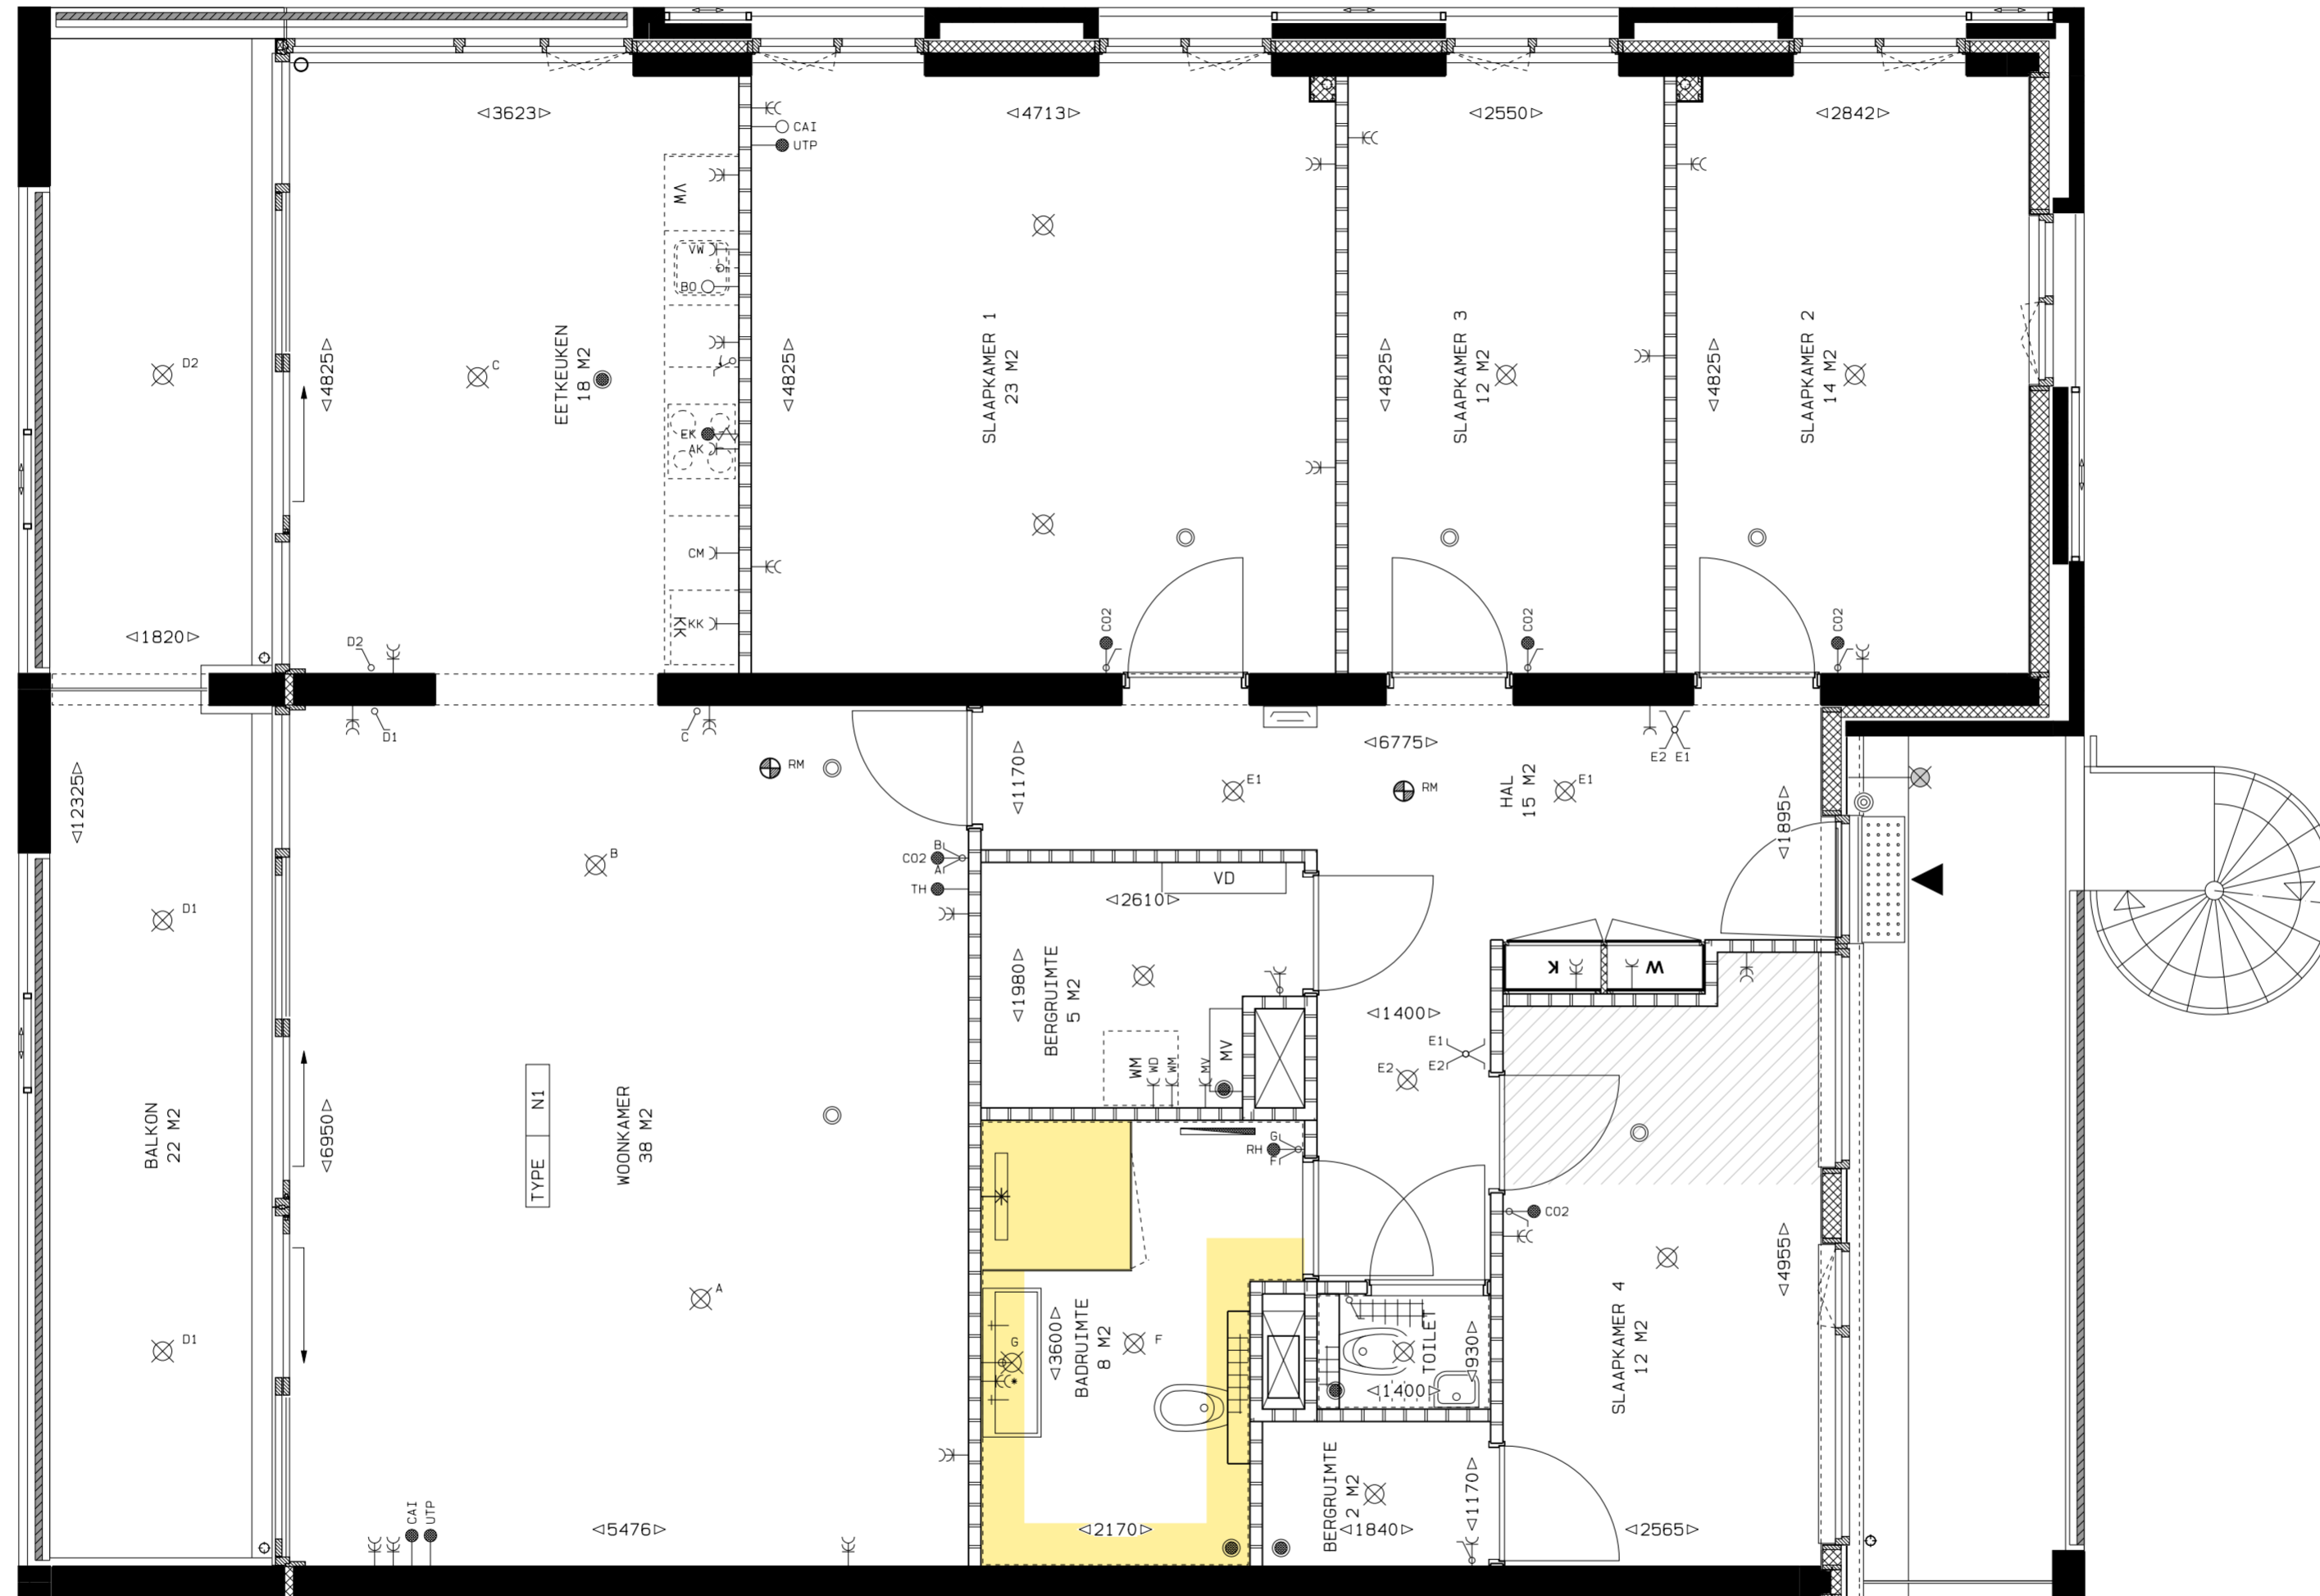 ◁3623▷
◁4713▷
◁2550▷
◁2842▷
CAI
UTP
VW
VW
BO
D2
C
◁4825▷
EETKEUKEN
18 M2
◁4825▷
SLAAPKAMER 1
23 M2
◁4825▷
SLAAPKAMER 3
12 M2
◁4825▷
SLAAPKAMER 2
14 M2
EK
AK
CM
KK
KK
◁1820▷
D2
CO2
CO2
CO2
D1
C
◁12325▷
RM
◁1170▷
◁6775▷
E2 E1
E1
RM
HAL
15 M2
E1
◁1895▷
B
CO2
B
A
TH
VD
◁2610▷
D1
◁1980▷
BERGRUIMTE
5 M2
K
W
◁1400▷
WM
WD
WM
MV
MV
E1
E2
E2
BALKON
22 M2
◁6950▷
TYPE N1
WOONKAMER
38 M2
RH
G
F
CO2
A
D1
◁3600▷
BADRUIMTE
8 M2
G
F
TOILET
◁930▷
◁1400▷
SLAAPKAMER 4
12 M2
◁4955▷
CAI
UTP
◁5476▷
◁2170▷
BERGRUIMTE
2 M2
◁1840▷
◁1170▷
◁2565▷